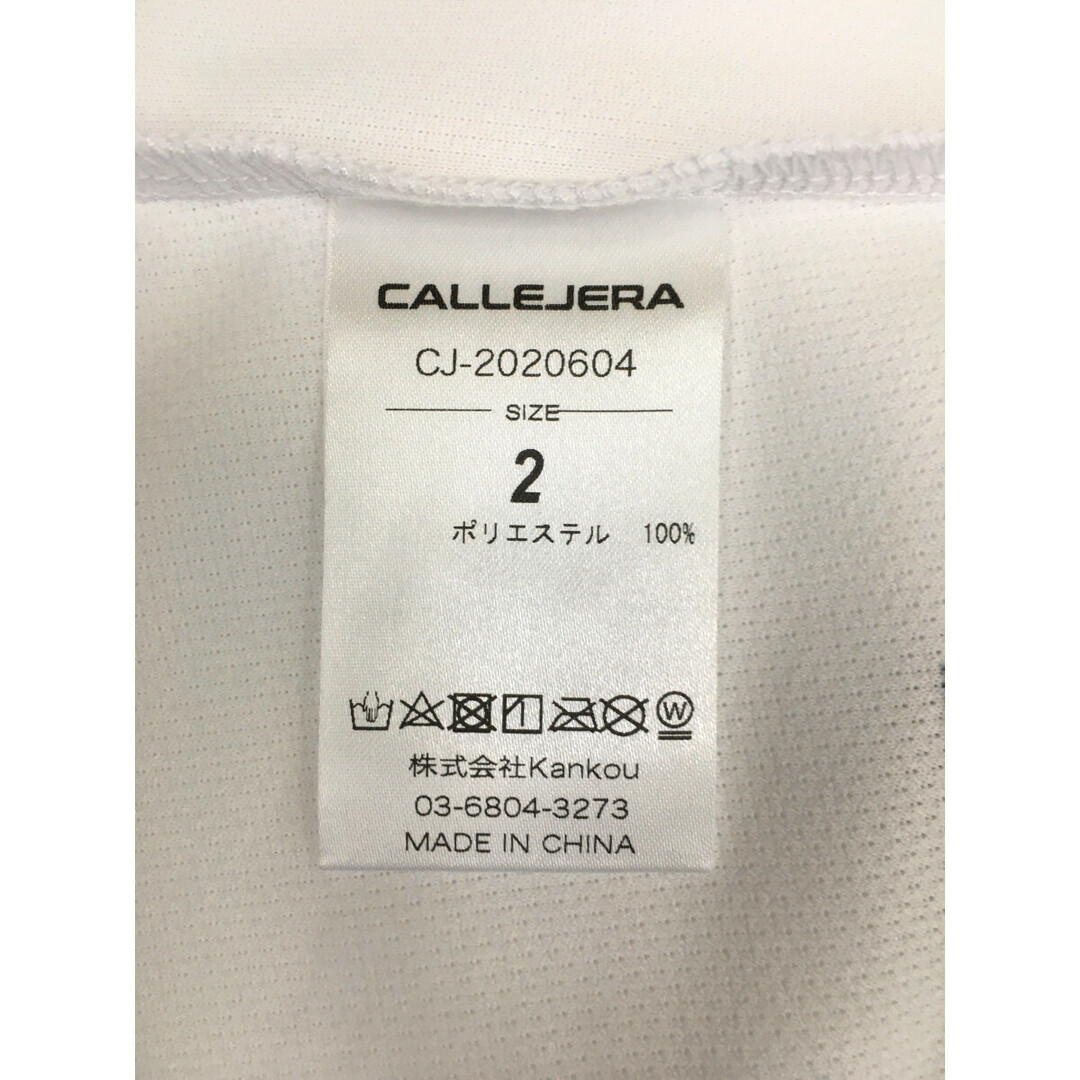 CALLEJERA
CJ-2020604
SIZE
2
ポリエステル 100%
W
株式会社Kankou
03-6804-3273
MADE IN CHINA